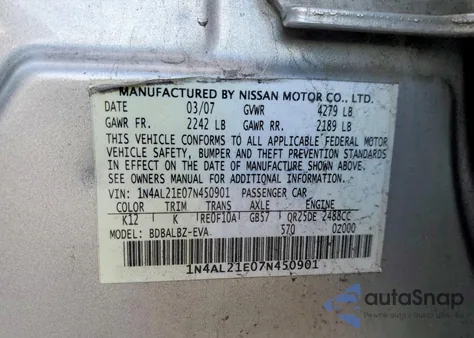 MANUFACTURED BY NISSAN MOTOR CO., LTD.
DATE 03/07 GVWR 4279 LB
GAWR FR. 2242 LB GAWR RR. 2189 LB
THIS VEHICLE CONFORMS TO ALL APPLICABLE FEDERAL MOTOR
VEHICLE SAFETY, BUMPER AND THEFT PREVENTION STANDARDS
IN EFFECT ON THE DATE OF MANUFACTURE SHOWN ABOVE.
SEE OWNERS MANUAL FOR ADDITIONAL INFORMATION
VIN: 1N4AL21E07N450901 PASSENGER CAR
COLOR TRIM TRANS AXLE ENGINE
K12 K RE0F10A GB57 QR25DE 2488CC
MODEL: BDBALBZ-EVA 570 0Z000
1N4AL21E07N450901
autoSnap